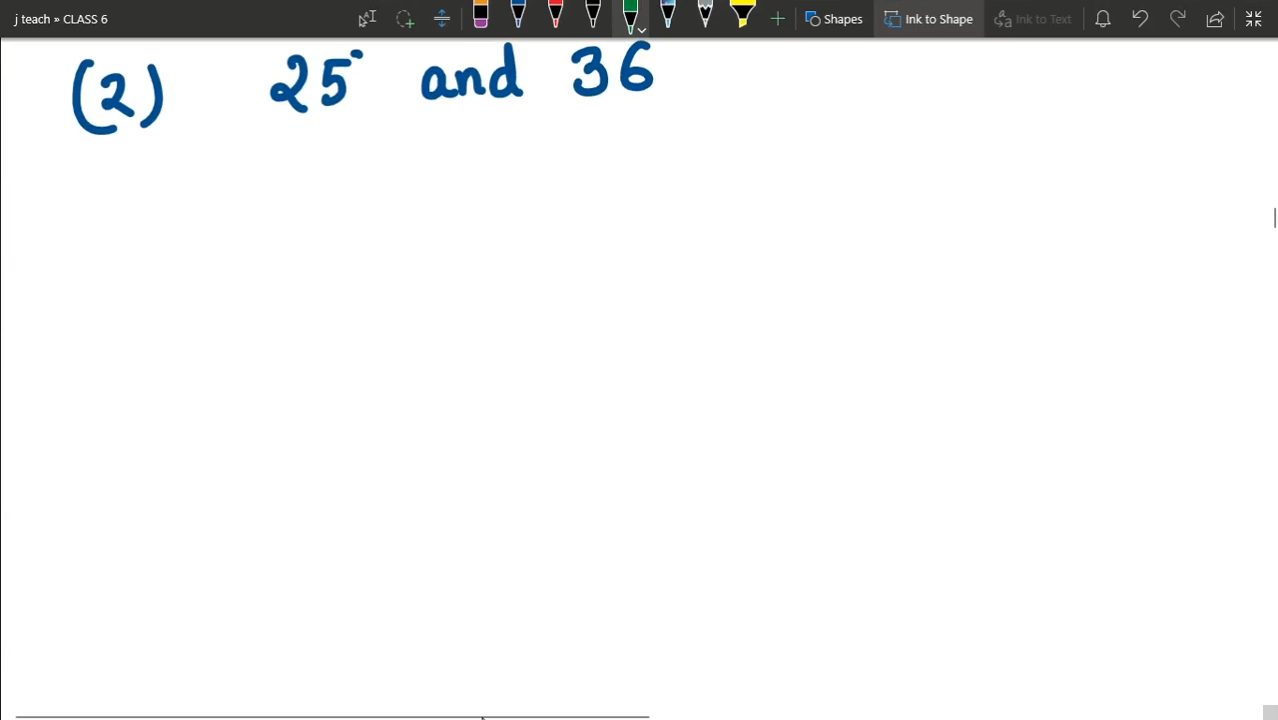 j teach » CLASS 6 Shapes Ink to Shape Ink to Text
(2) 25 and 36